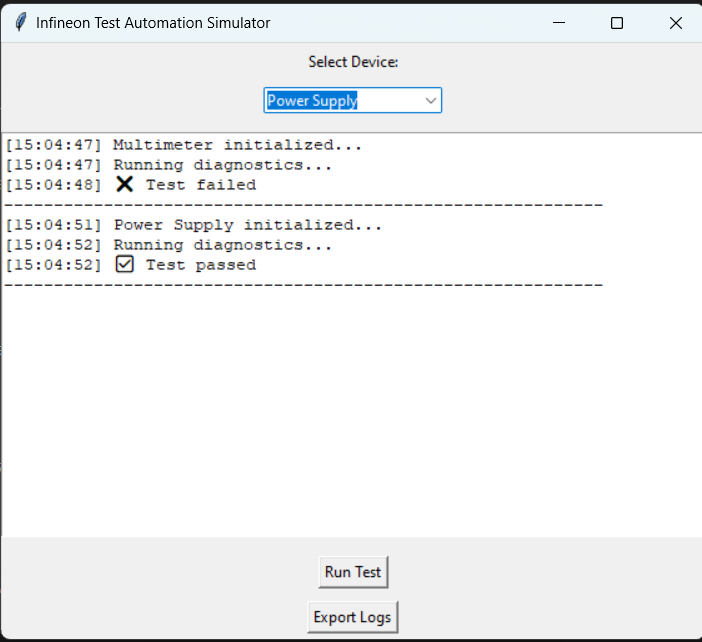 Infineon Test Automation Simulator
Select Device:
Power Supply
[15:04:47] Multimeter initialized...
[15:04:47] Running diagnostics...
[15:04:48] ❌ Test failed
------------------------------------------------------------
[15:04:51] Power Supply initialized...
[15:04:52] Running diagnostics...
[15:04:52] ☑ Test passed
------------------------------------------------------------
Run Test
Export Logs